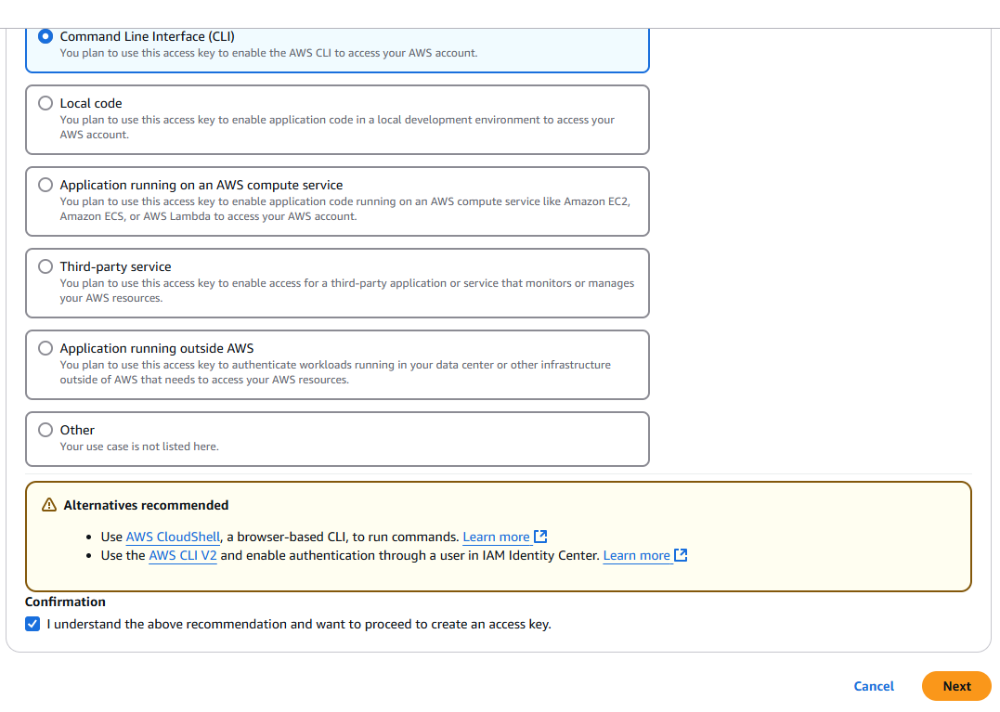 Command Line Interface (CLI)
You plan to use this access key to enable the AWS CLI to access your AWS account.
Local code
You plan to use this access key to enable application code in a local development environment to access your
AWS account.
Application running on an AWS compute service
You plan to use this access key to enable application code running on an AWS compute service like Amazon EC2,
Amazon ECS, or AWS Lambda to access your AWS account.
Third-party service
You plan to use this access key to enable access for a third-party application or service that monitors or manages
your AWS resources.
Application running outside AWS
You plan to use this access key to authenticate workloads running in your data center or other infrastructure
outside of AWS that needs to access your AWS resources.
Other
Your use case is not listed here.
Alternatives recommended
• Use AWS CloudShell, a browser-based CLI, to run commands. Learn more
• Use the AWS CLI V2 and enable authentication through a user in IAM Identity Center. Learn more
Confirmation
I understand the above recommendation and want to proceed to create an access key.
Cancel Next